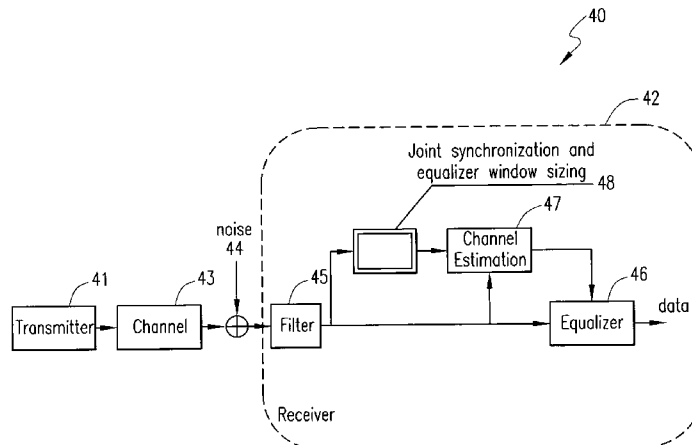 40
42
Joint synchronization and
equalizer window sizing
48
47
noise
44
Channel
Estimation
41
43
45
46
Transmitter
Channel
Filter
Equalizer
data
Receiver